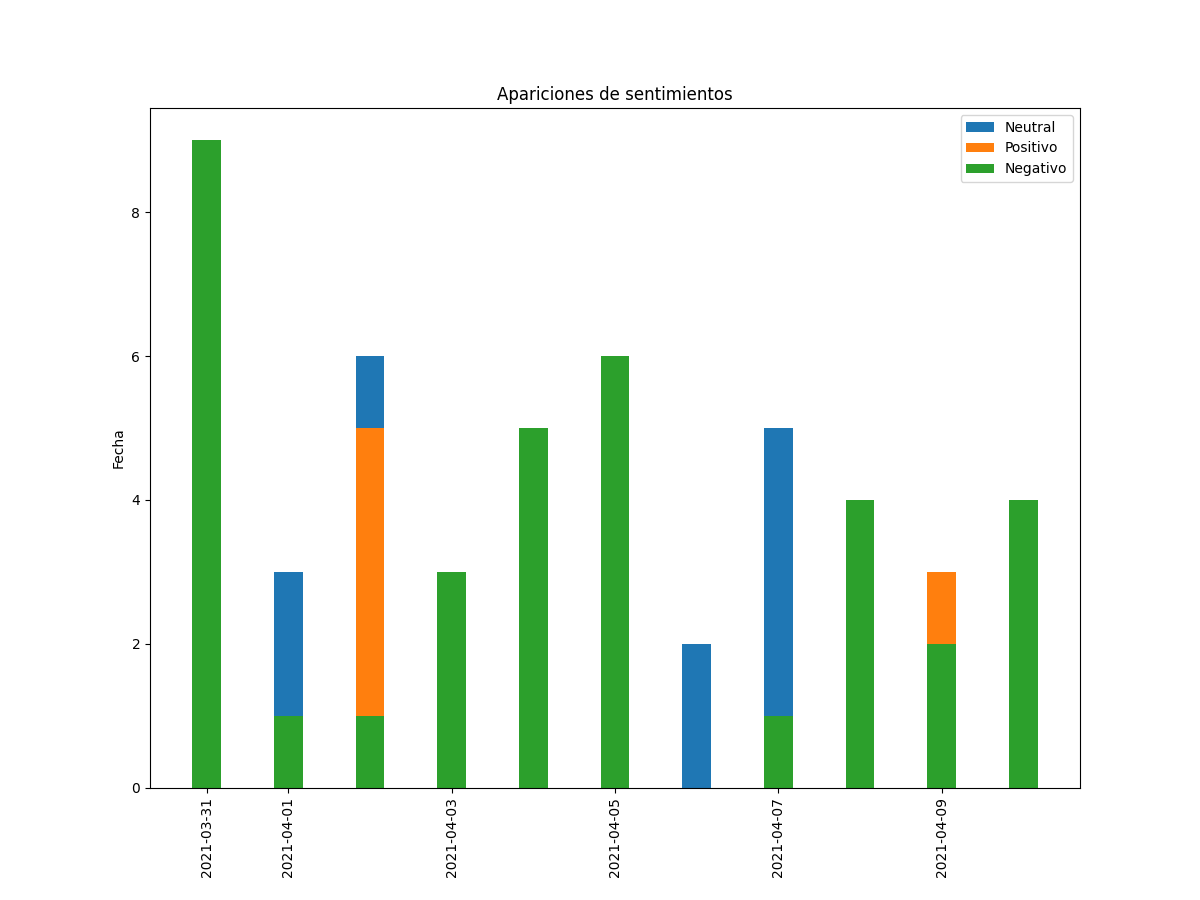 Apariciones de sentimientos
Neutral
Positivo
Negativo
8
6
4
2
0
Fecha
2021-03-31
2021-04-01
2021-04-03
2021-04-05
2021-04-07
2021-04-09